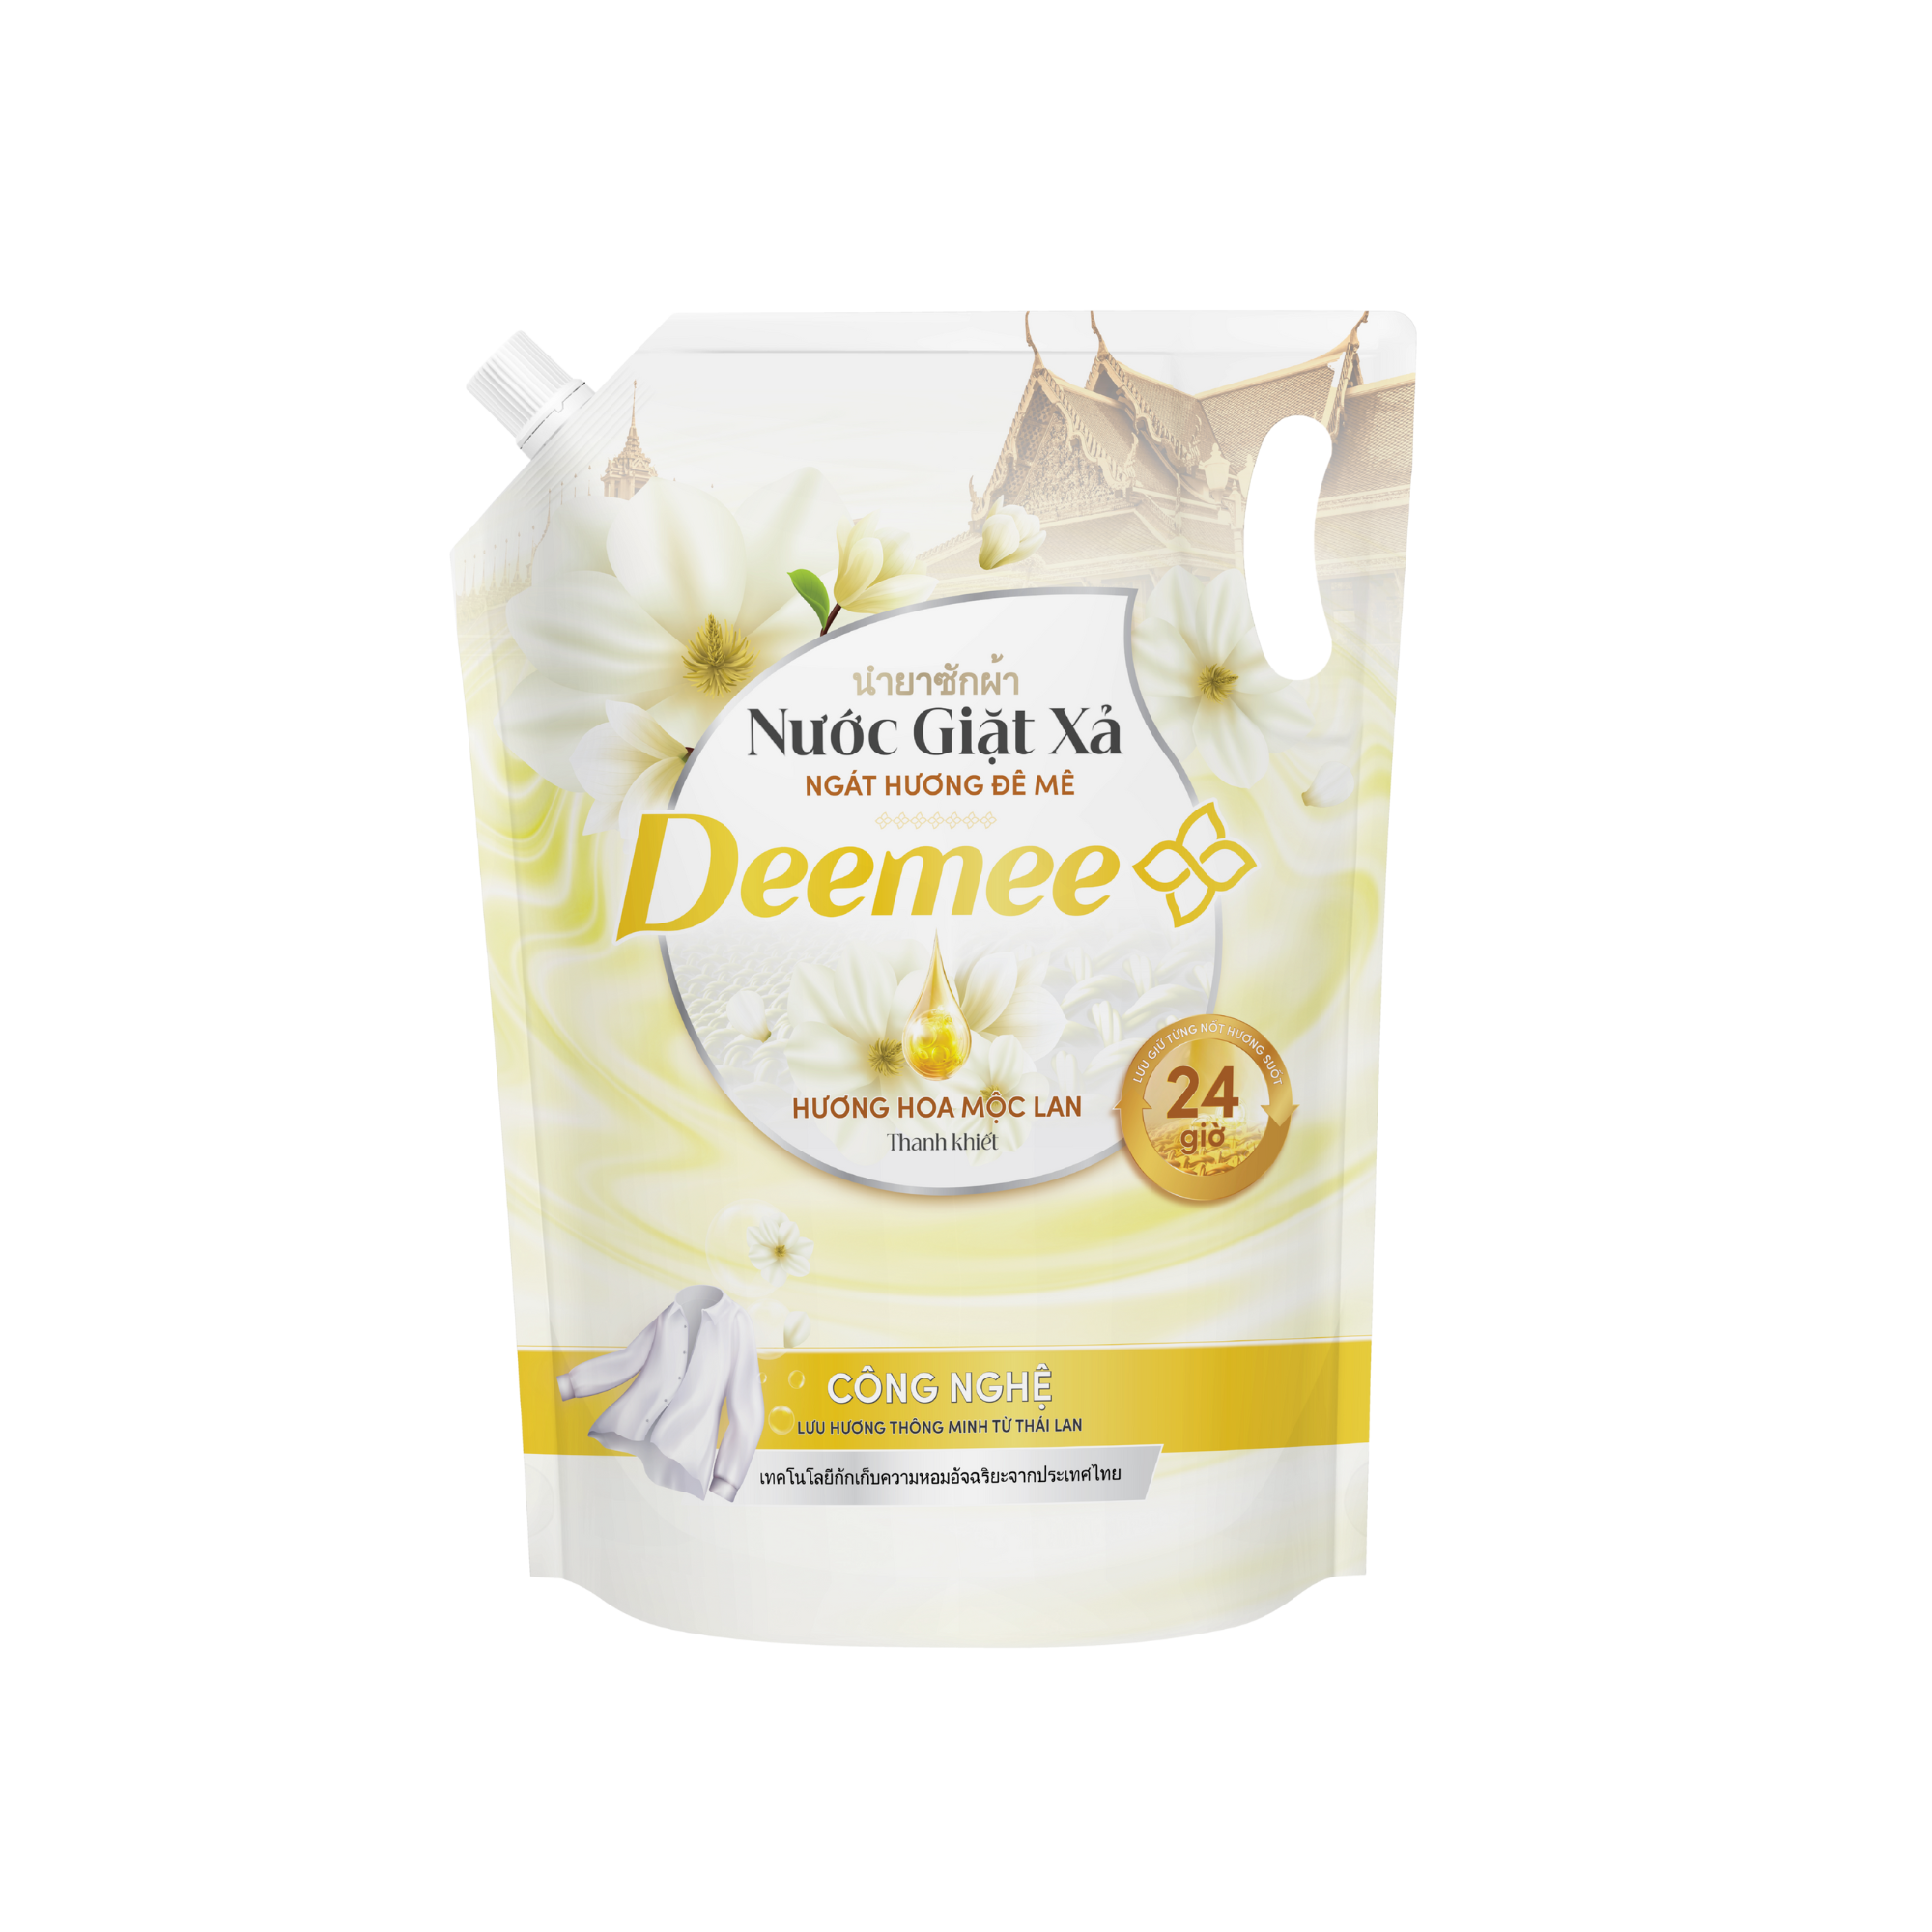 นำยาซักผ้า
Nước Giặt Xả
NGÁT HƯƠNG ĐÊ MÊ
Deemee
HƯƠNG HOA MỘC LAN
Thanh khiết
LƯU GIỮ TỪNG NỐT HƯƠNG SUỐT
24
giờ
CÔNG NGHỆ
LƯU HƯƠNG THÔNG MINH TỪ THÁI LAN
เทคโนโลยีกักเก็บความหอมอัจฉริยะจากประเทศไทย